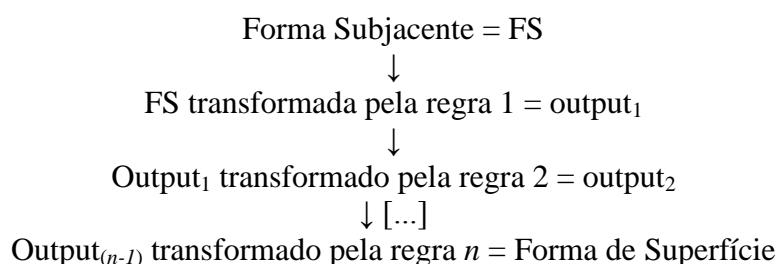 Forma Subjacente = FS
↓
FS transformada pela regra 1 = output₁
↓
Output₁ transformado pela regra 2 = output₂
↓ [...]
Output₍ₙ₋₁₎ transformado pela regra n = Forma de Superfície